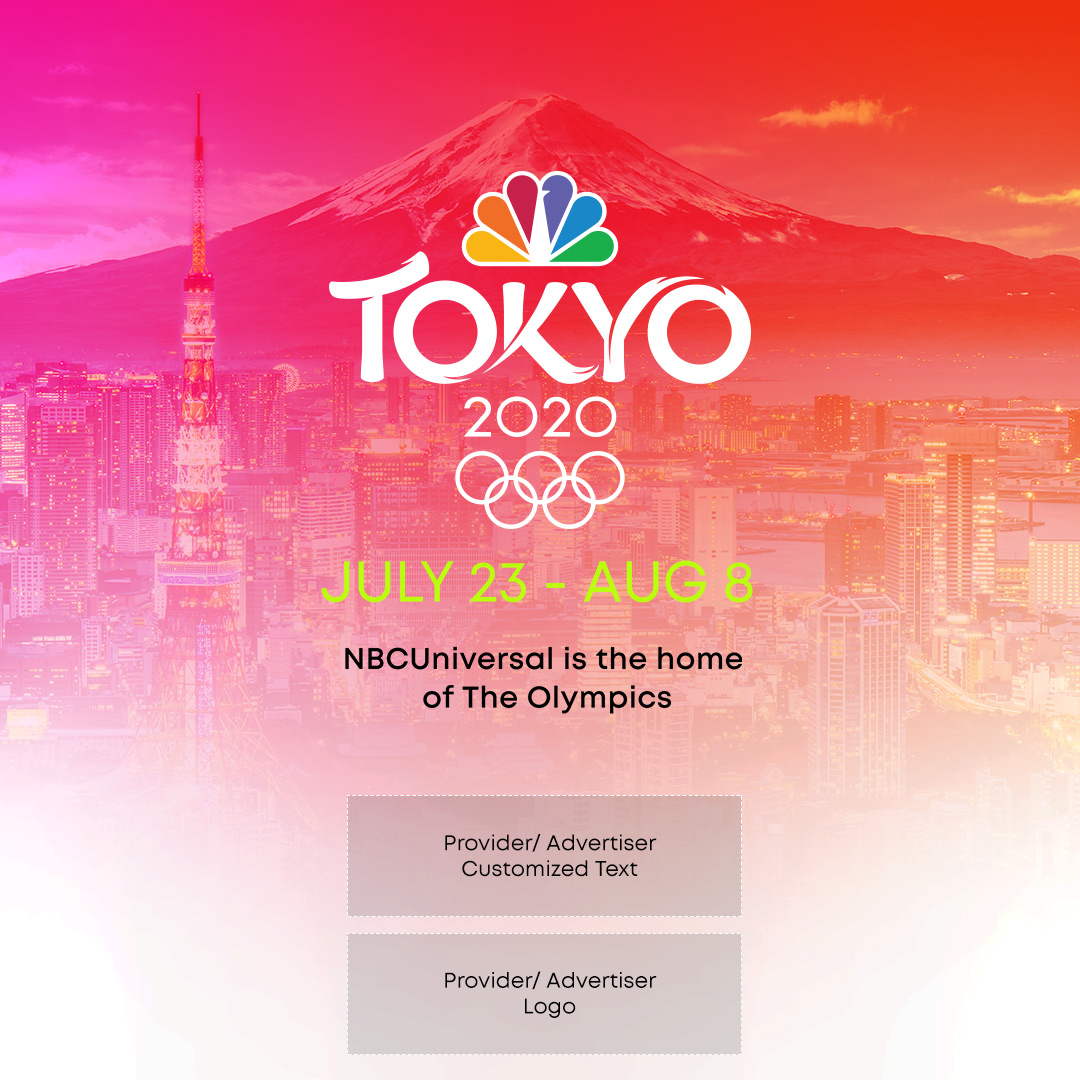 TOKYO
2020
JULY 23 - AUG 8
NBCUniversal is the home
of The Olympics
Provider/ Advertiser
Customized Text
Provider/ Advertiser
Logo